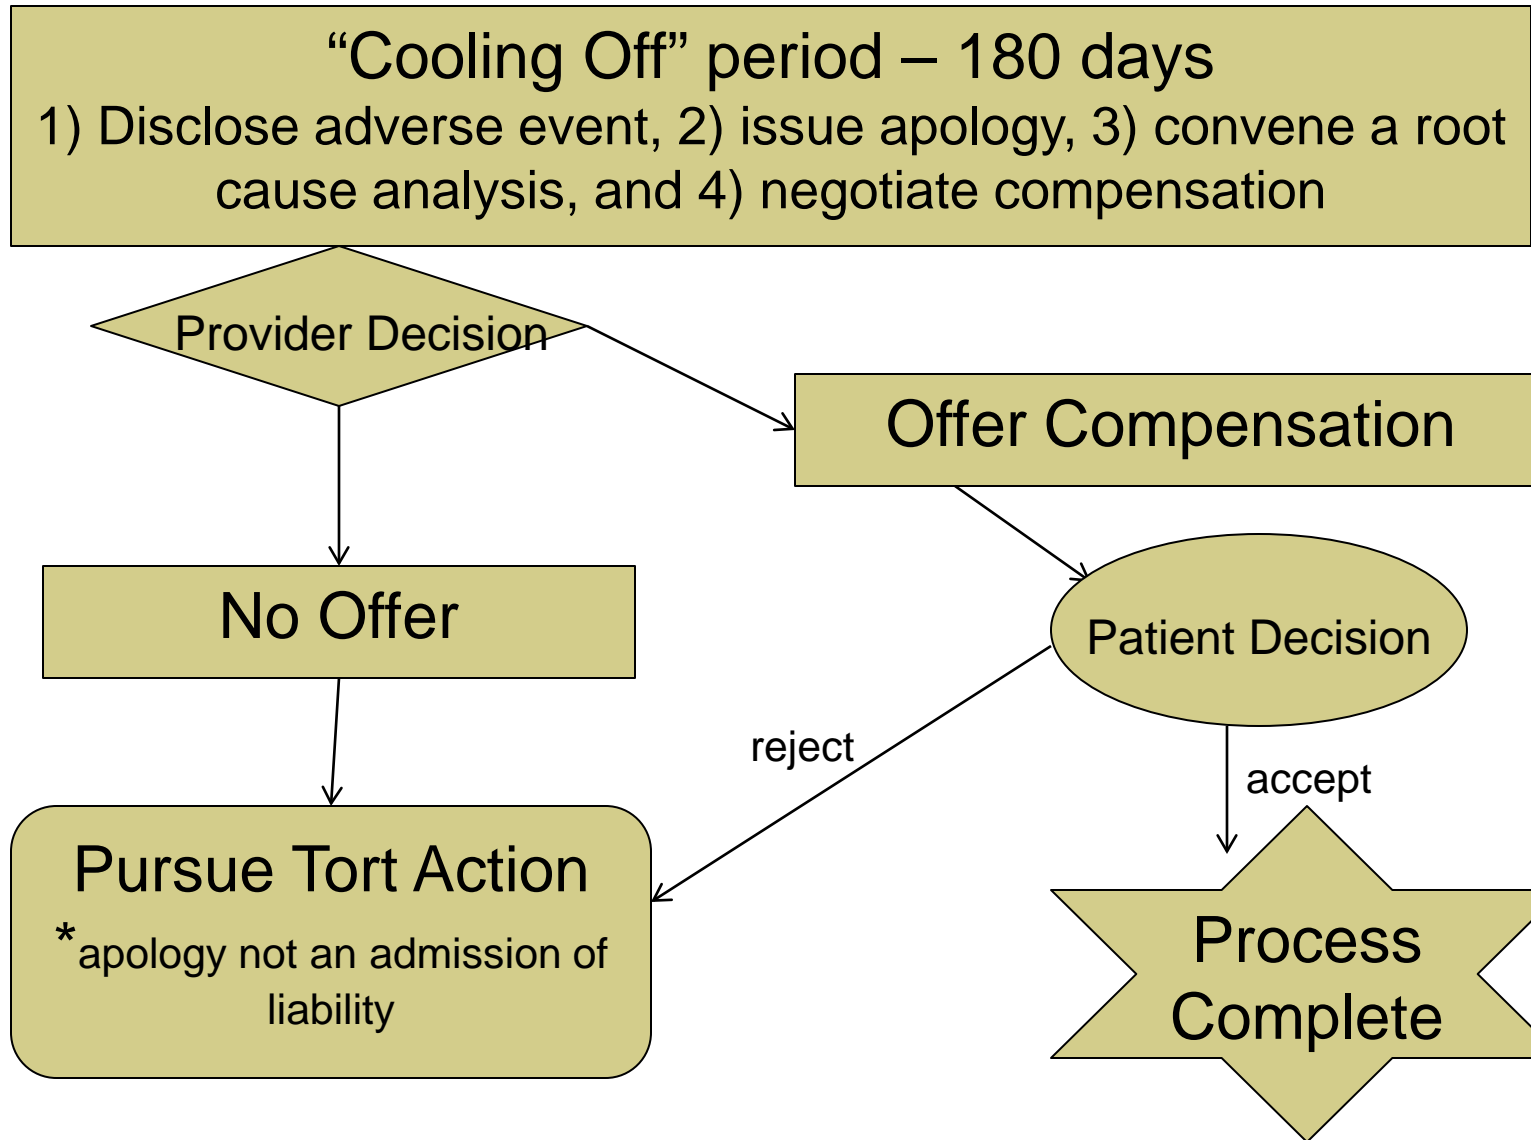 “Cooling Off” period – 180 days
1) Disclose adverse event, 2) issue apology, 3) convene a root
cause analysis, and 4) negotiate compensation
Provider Decision
Offer Compensation
No Offer
Patient Decision
reject
accept
Pursue Tort Action
*apology not an admission of
liability
Process
Complete